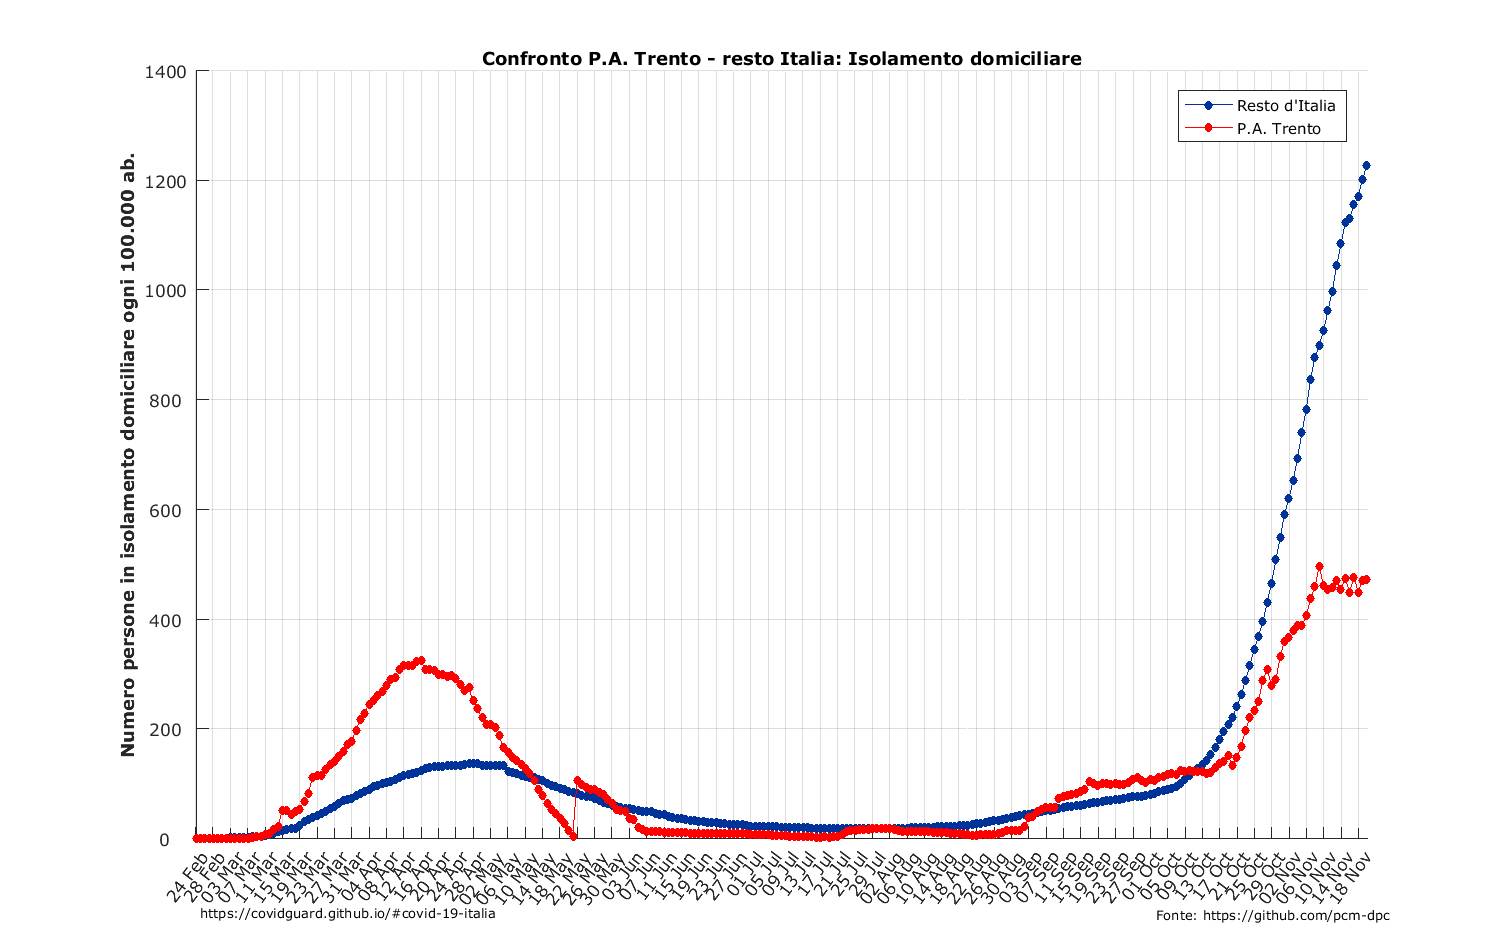 Confronto P.A. Trento - resto Italia: Isolamento domiciliare
Resto d'Italia
P.A. Trento
Numero persone in isolamento domiciliare ogni 100.000 ab.
1400
1200
1000
800
600
400
200
0
24 Feb
28 Feb
03 Mar
07 Mar
11 Mar
15 Mar
19 Mar
23 Mar
27 Mar
31 Mar
04 Apr
08 Apr
12 Apr
16 Apr
20 Apr
24 Apr
28 Apr
02 May
06 May
10 May
14 May
18 May
22 May
26 May
30 May
03 Jun
07 Jun
11 Jun
15 Jun
19 Jun
23 Jun
27 Jun
01 Jul
05 Jul
09 Jul
13 Jul
17 Jul
21 Jul
25 Jul
29 Jul
02 Aug
06 Aug
10 Aug
14 Aug
18 Aug
22 Aug
26 Aug
30 Aug
03 Sep
07 Sep
11 Sep
15 Sep
19 Sep
23 Sep
27 Sep
01 Oct
05 Oct
09 Oct
13 Oct
17 Oct
21 Oct
25 Oct
29 Oct
02 Nov
06 Nov
10 Nov
14 Nov
18 Nov
https://covidguard.github.io/#covid-19-italia
Fonte: https://github.com/pcm-dpc